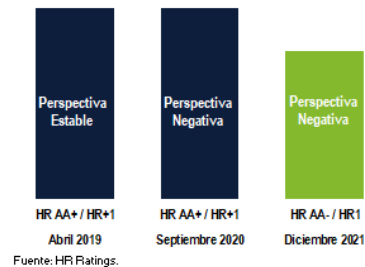 Perspectiva
Estable
Perspectiva
Negativa
Perspectiva
Negativa
HR AA+ / HR+1
HR AA+ / HR+1
HR AA- / HR1
Abril 2019
Septiembre 2020
Diciembre 2021
Fuente: HR Ratings.